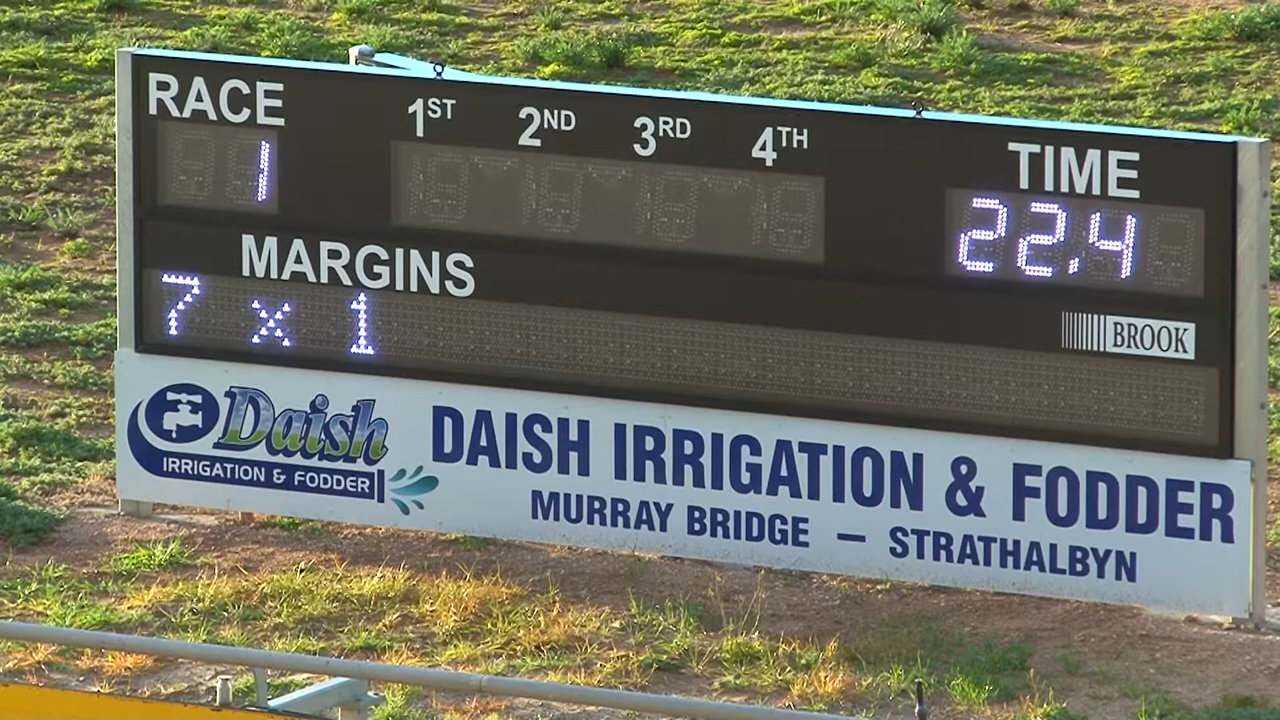 RACE 1ST 2ND 3RD 4TH TIME
1 22.4
MARGINS
7 x 1
BROOK
Daish
IRRIGATION & FODDER
DAISH IRRIGATION & FODDER
MURRAY BRIDGE – STRATHALBYN